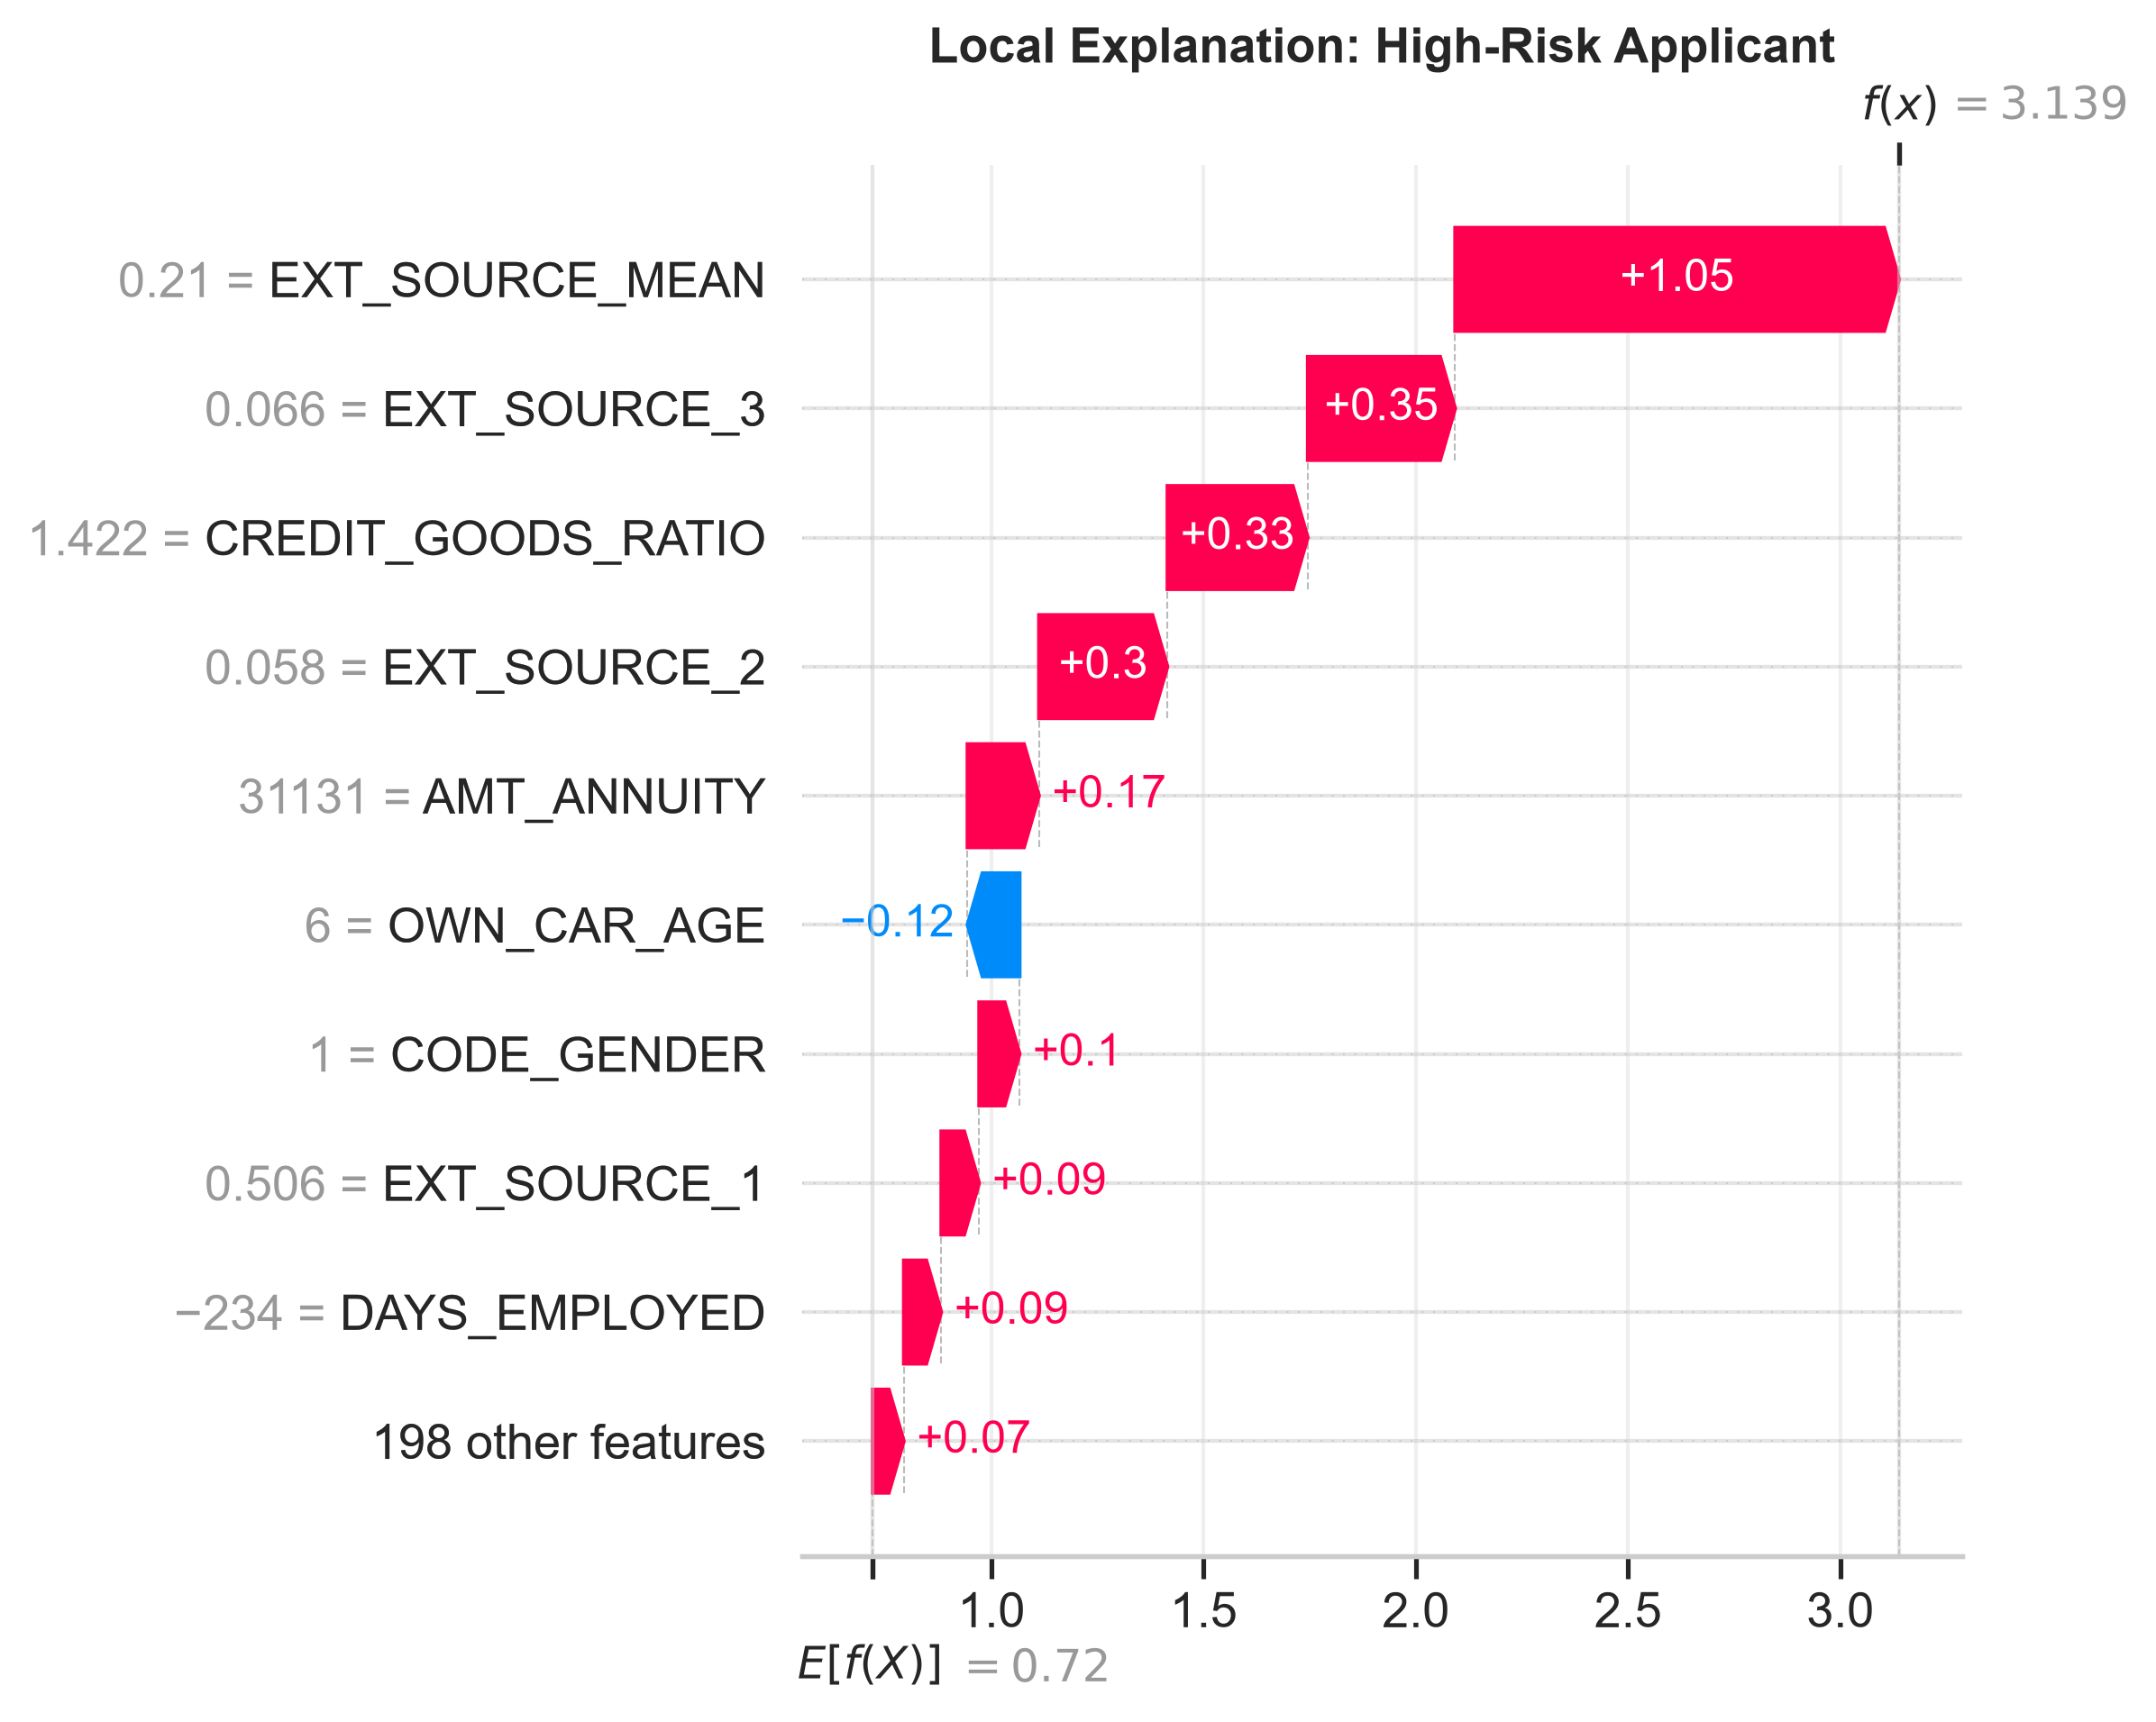 Local Explanation: High-Risk Applicant
f(x) = 3.139
0.21 = EXT_SOURCE_MEAN
+1.05
0.066 = EXT_SOURCE_3
+0.35
1.422 = CREDIT_GOODS_RATIO
+0.33
0.058 = EXT_SOURCE_2
+0.3
31131 = AMT_ANNUITY
+0.17
6 = OWN_CAR_AGE
−0.12
1 = CODE_GENDER
+0.1
0.506 = EXT_SOURCE_1
+0.09
−234 = DAYS_EMPLOYED
+0.09
198 other features
+0.07
1.0 1.5 2.0 2.5 3.0
E[f(X)] = 0.72